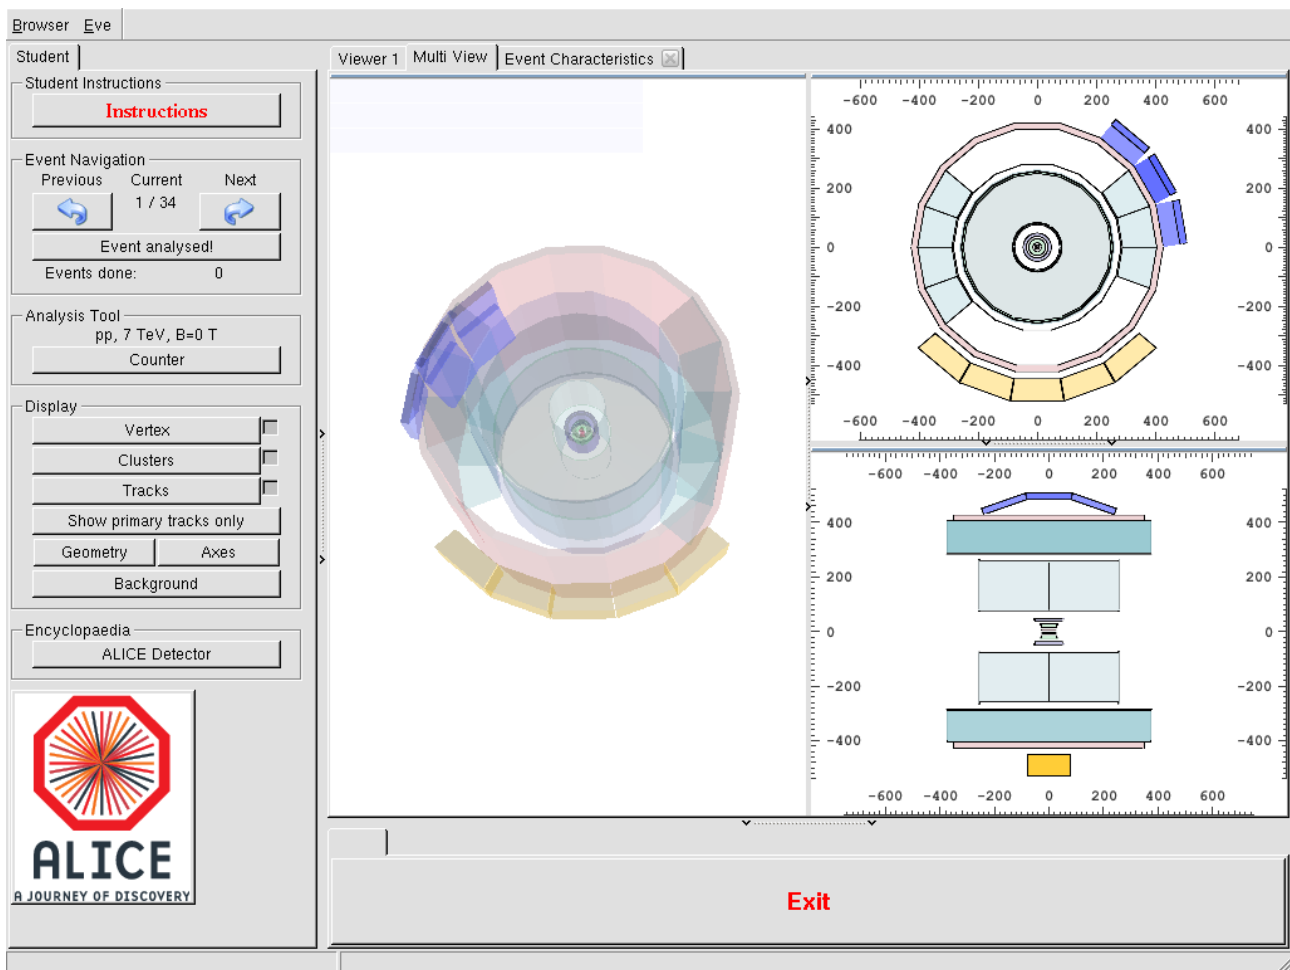 Browser Eve
Student
Student Instructions
Instructions
Event Navigation
Previous Current Next
1 / 34
Event analysed!
Events done: 0
Analysis Tool
pp, 7 TeV, B=0 T
Counter
Display
Vertex
Clusters
Tracks
Show primary tracks only
Geometry Axes
Background
Encyclopaedia
ALICE Detector
ALICE
A JOURNEY OF DISCOVERY
Viewer 1 Multi View Event Characteristics
-600 -400 -200 0 200 400 600
400 400
200 200
0 0
-200 -200
-400 -400
-600 -400 -200 0 200 400 600
-600 -400 -200 0 200 400 600
400 400
200 200
0 0
-200 -200
-400 -400
-600 -400 -200 0 200 400 600
Exit